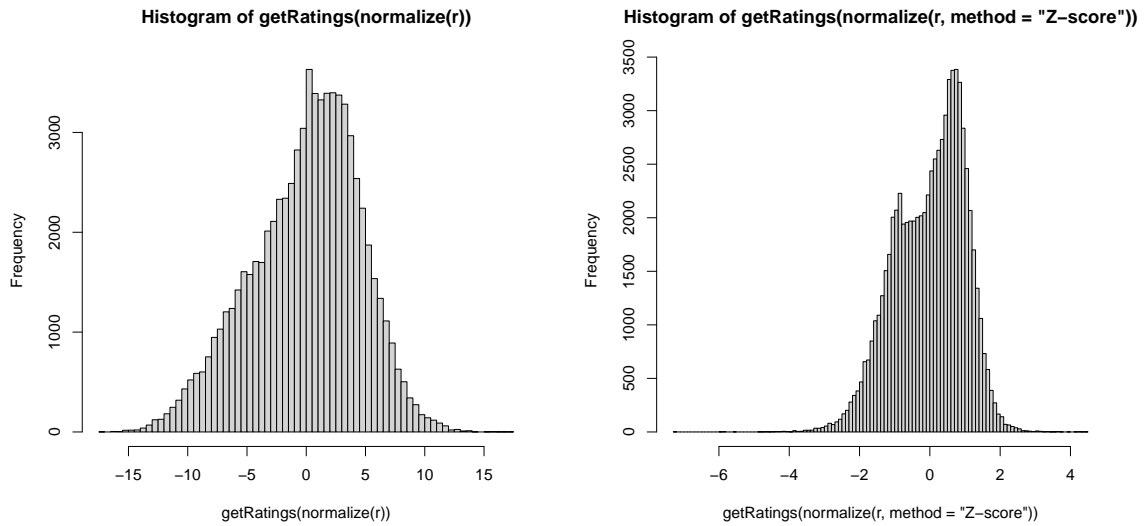 Histogram of getRatings(normalize(r))
Frequency
3000
2000
1000
0
−15 −10 −5 0 5 10 15
getRatings(normalize(r))
Histogram of getRatings(normalize(r, method = "Z−score"))
Frequency
3500
3000
2500
2000
1500
1000
500
0
−6 −4 −2 0 2 4
getRatings(normalize(r, method = "Z−score"))